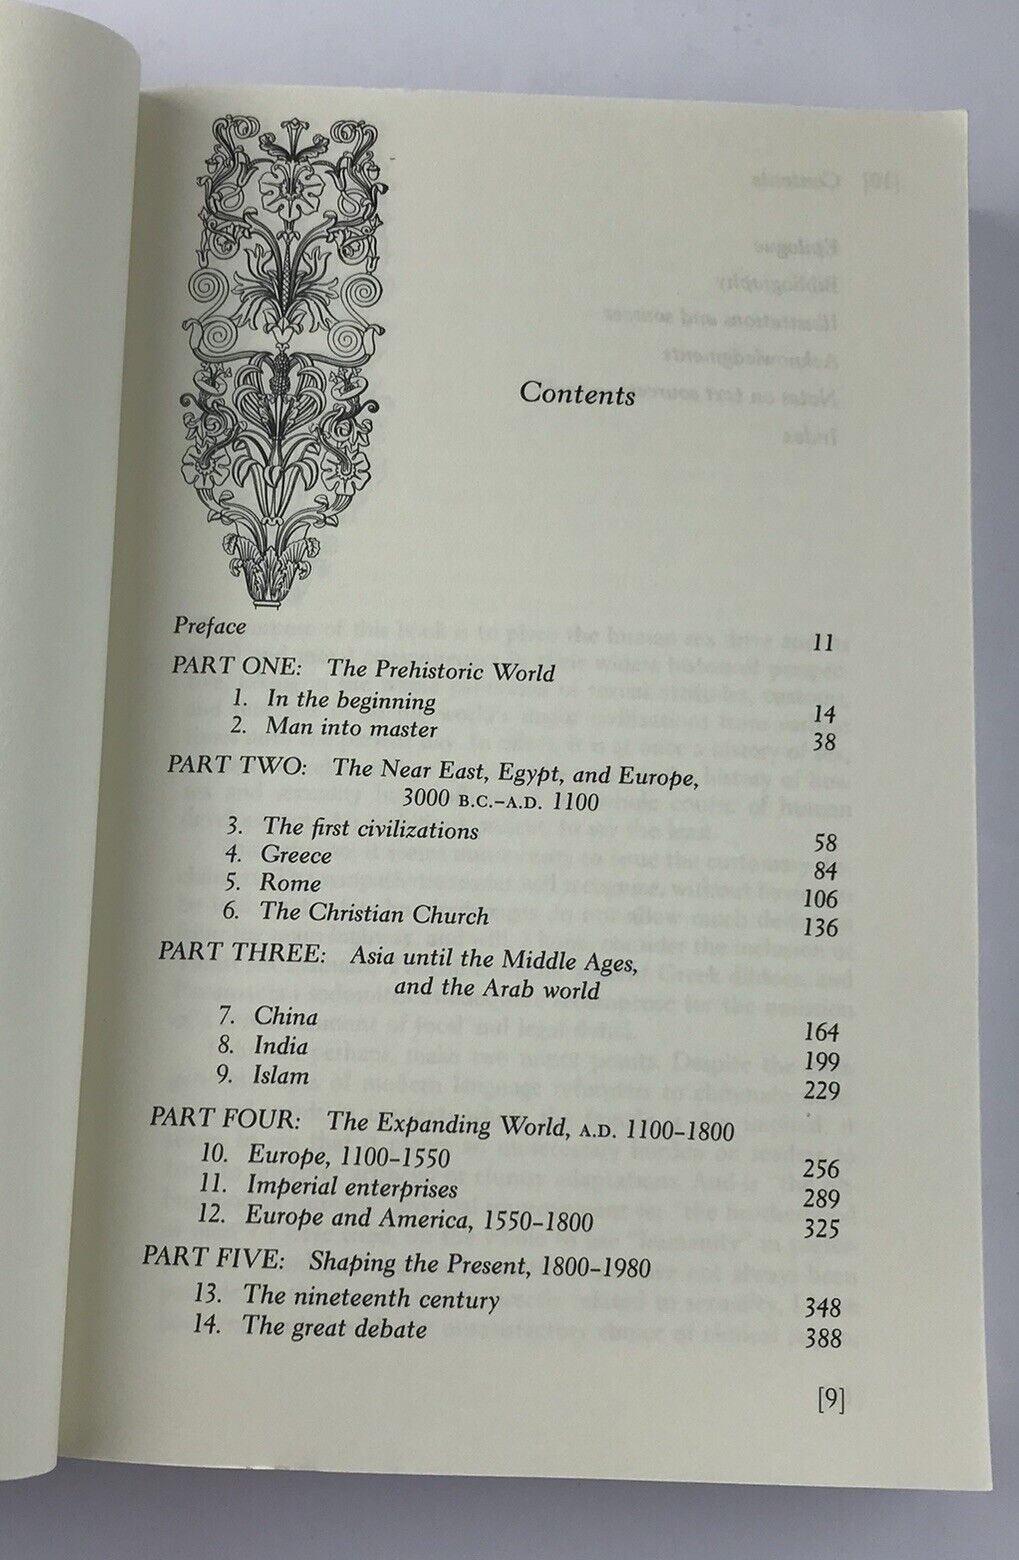 Contents
Preface 11
PART ONE: The Prehistoric World
1. In the beginning 14
2. Man into master 38
PART TWO: The Near East, Egypt, and Europe,
3000 B.C.–A.D. 1100
3. The first civilizations 58
4. Greece 84
5. Rome 106
6. The Christian Church 136
PART THREE: Asia until the Middle Ages,
and the Arab world
7. China 164
8. India 199
9. Islam 229
PART FOUR: The Expanding World, A.D. 1100–1800
10. Europe, 1100–1550 256
11. Imperial enterprises 289
12. Europe and America, 1550–1800 325
PART FIVE: Shaping the Present, 1800–1980
13. The nineteenth century 348
14. The great debate 388
[9]